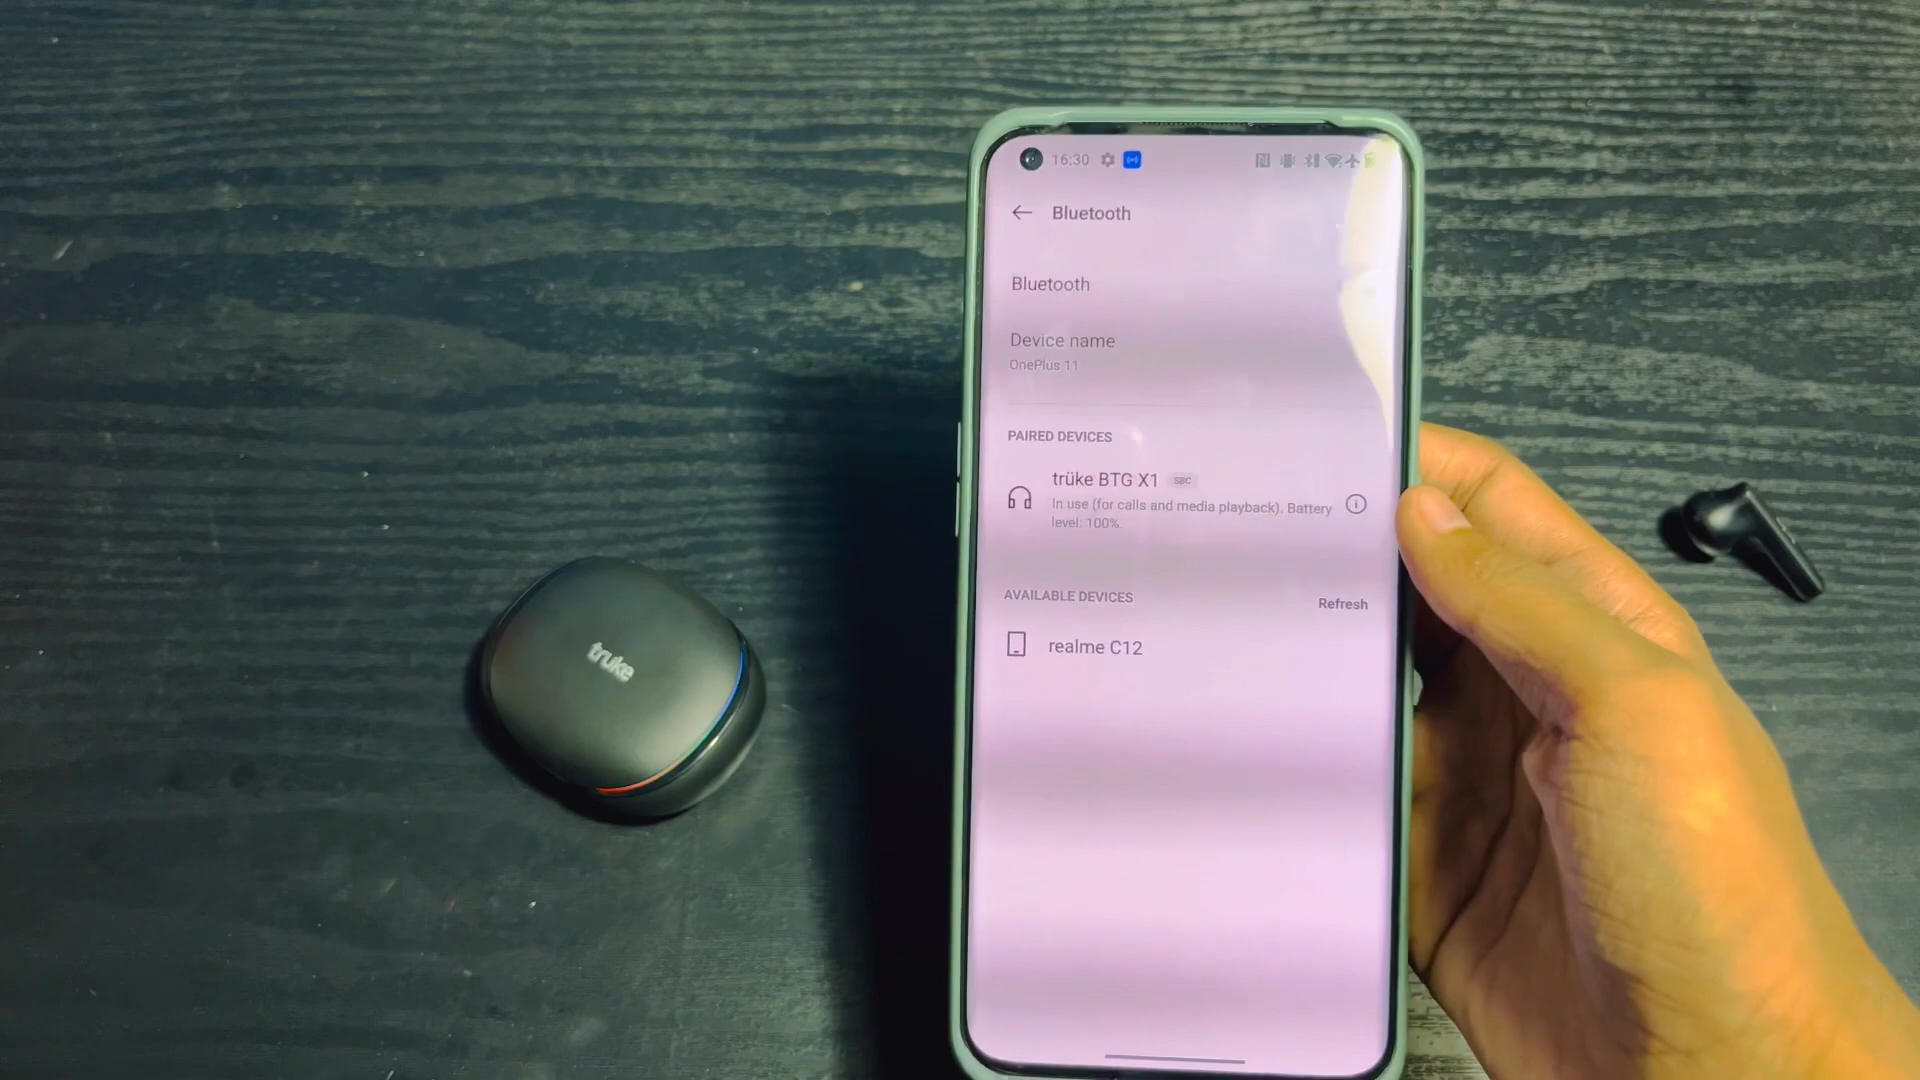 16:30
Bluetooth
Bluetooth
Device name
OnePlus 11
PAIRED DEVICES
trüke BTG X1 SBC
In use (for calls and media playback). Battery
level: 100%
AVAILABLE DEVICES
Refresh
realme C12
truke